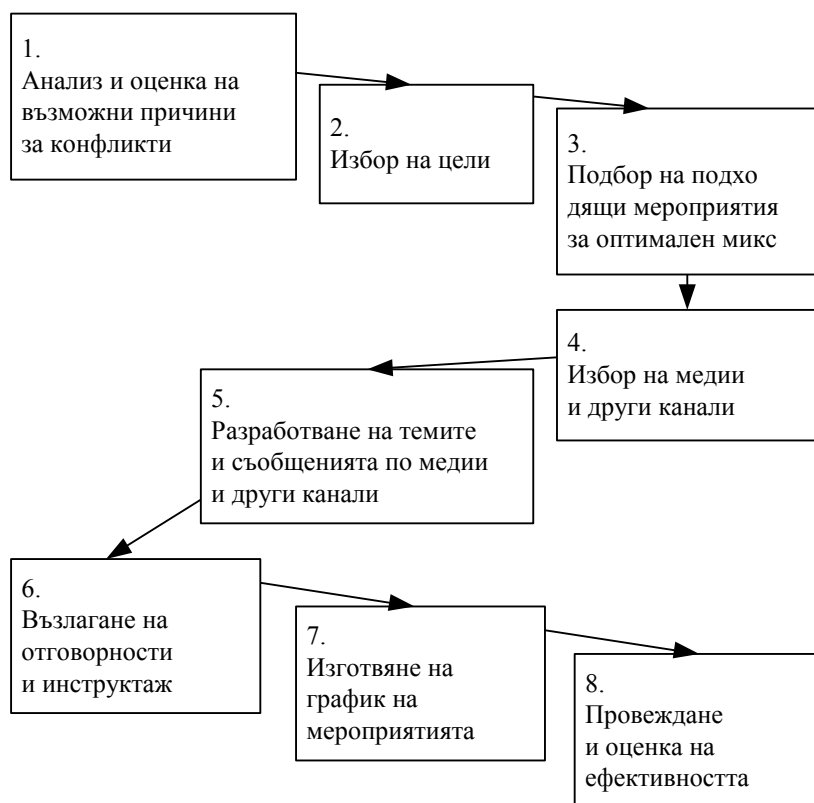 1.
Анализ и оценка на
възможни причини
за конфликти
2.
Избор на цели
3.
Подбор на подхо
дящи мероприятия
за оптимален микс
4.
Избор на медии
и други канали
5.
Разработване на темите
и съобщенията по медии
и други канали
6.
Възлагане на
отговорности
и инструктаж
7.
Изготвяне на
график на
мероприятията
8.
Провеждане
и оценка на
ефективността